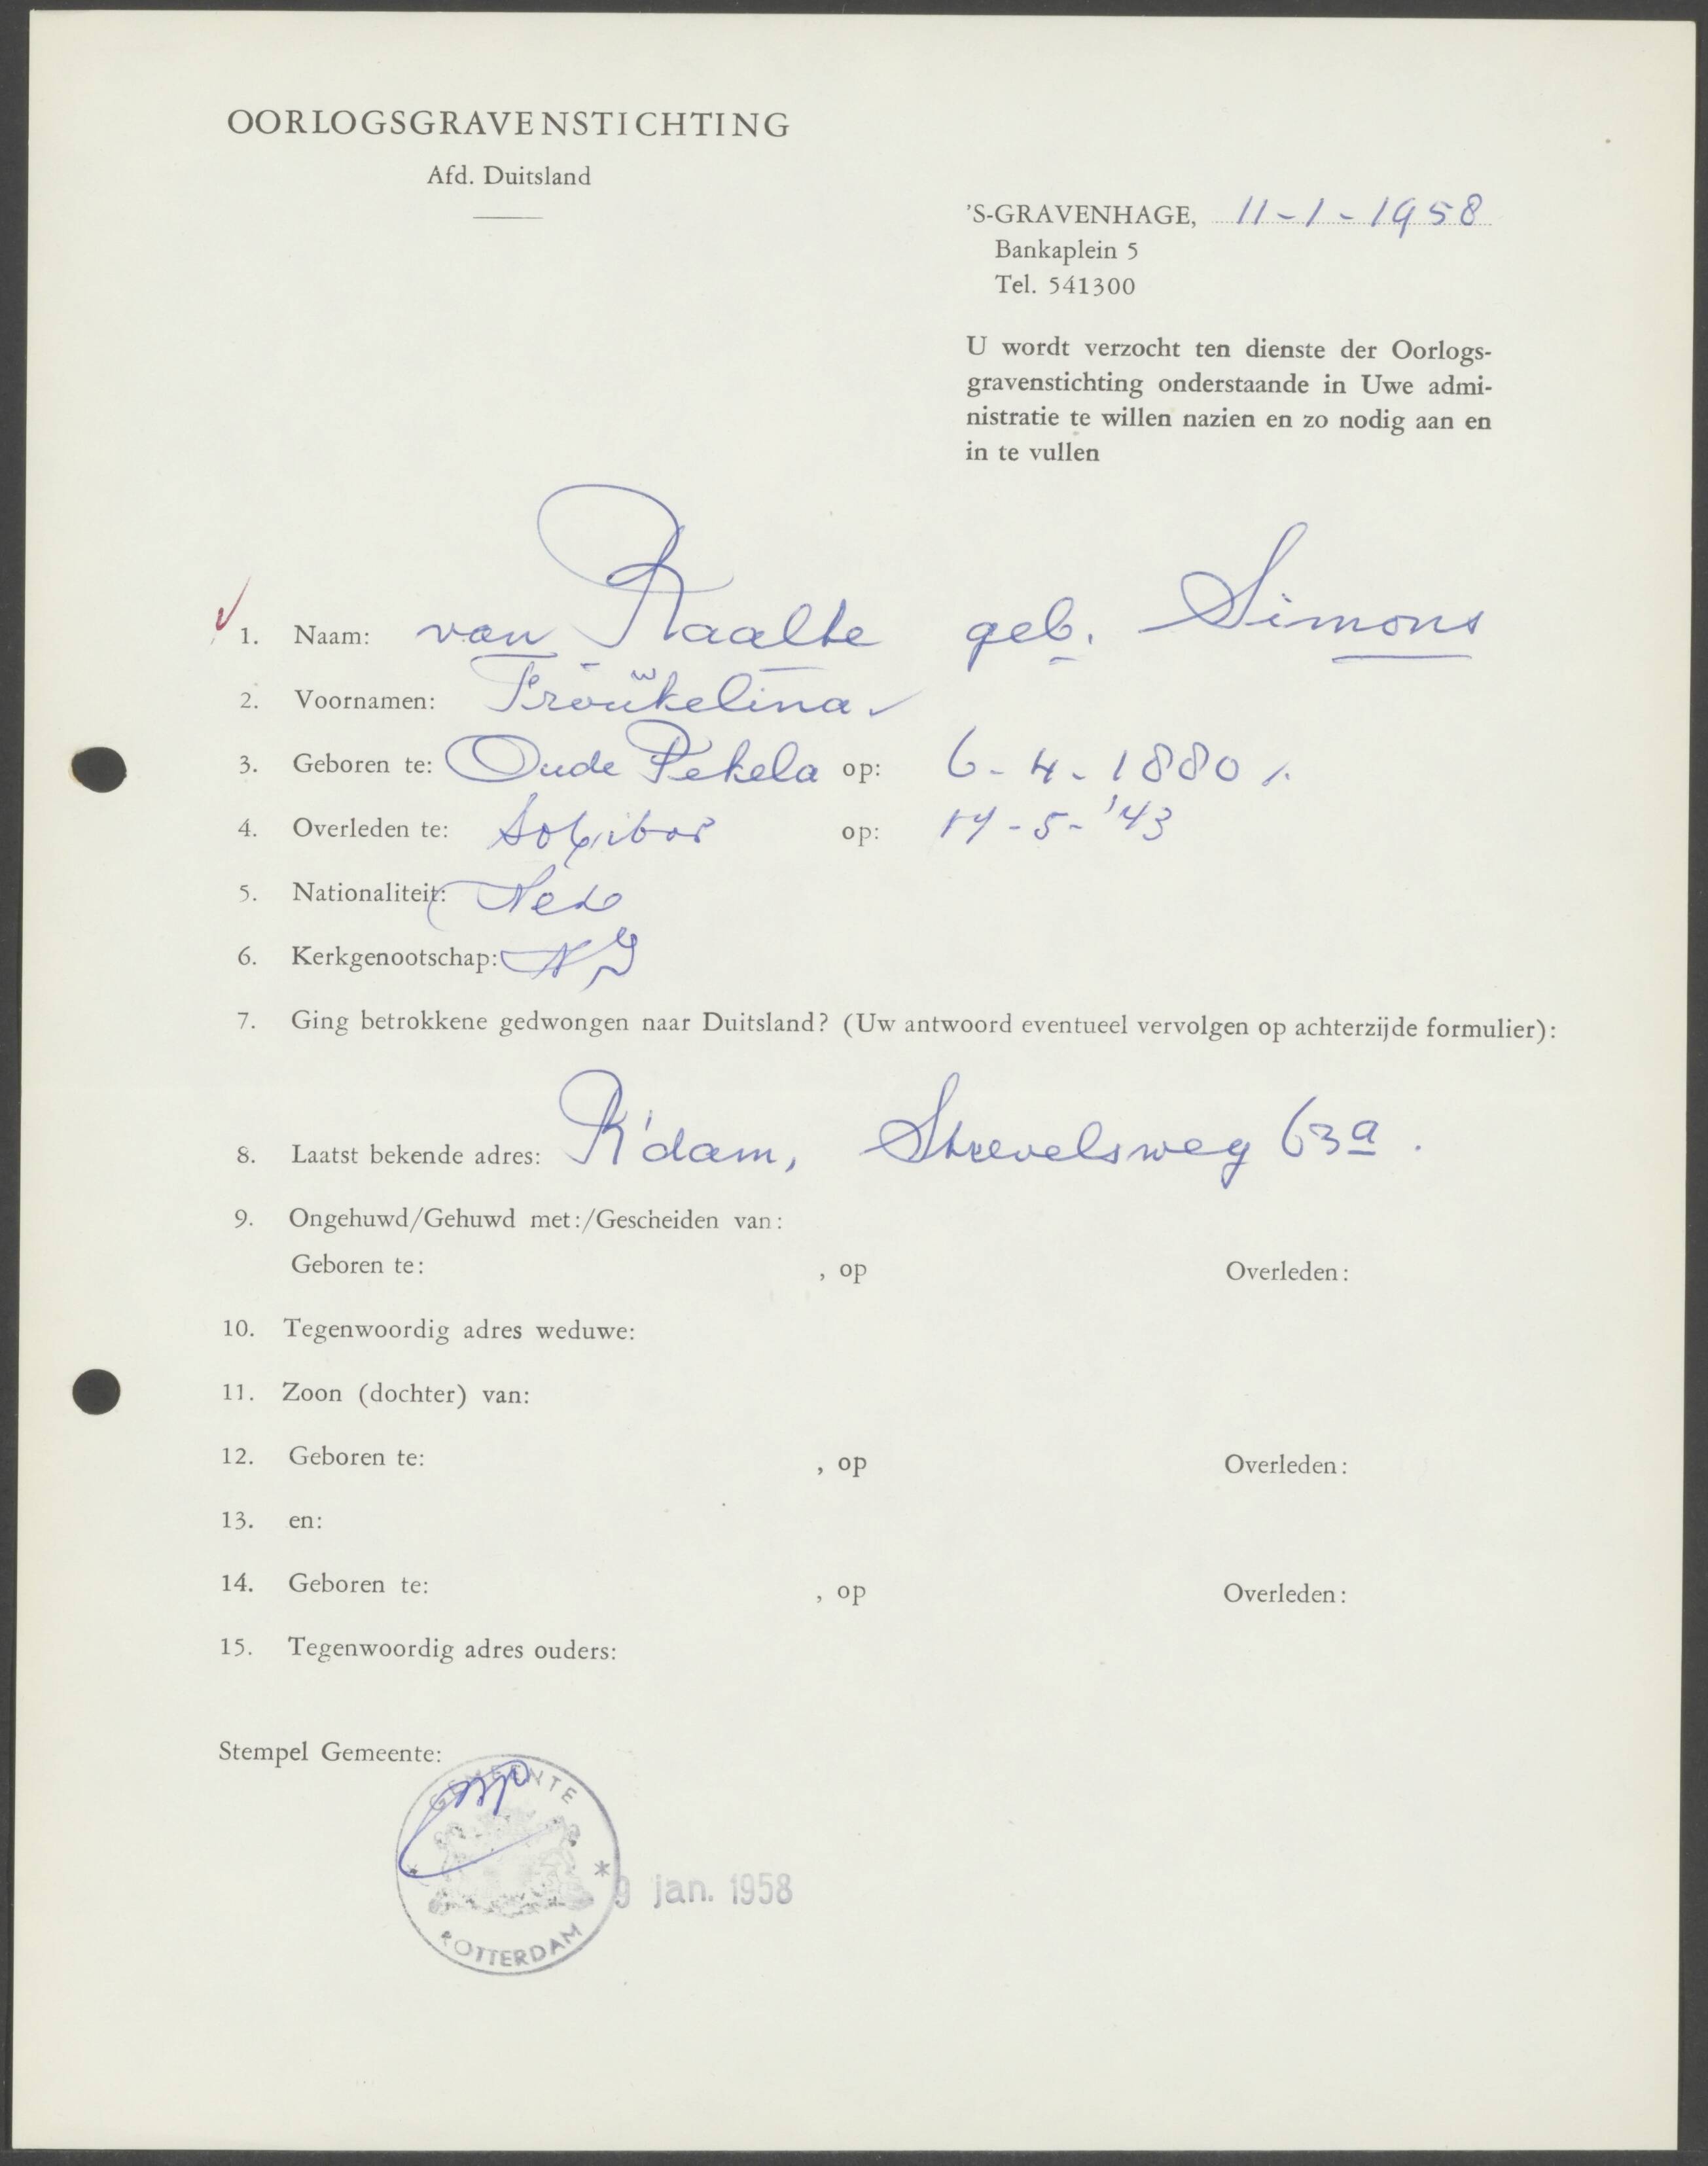 OORLOGSGRAVENSTICHTING
Afd. Duitsland
'S-GRAVENHAGE, 11-1-1958
Bankaplein 5
Tel. 541300
U wordt verzocht ten dienste der Oorlogs-
gravenstichting onderstaande in Uwe admi-
nistratie te willen nazien en zo nodig aan en
in te vullen
1. Naam: van Raalte geb. Simons
2. Voornamen: Froukelina
3. Geboren te: Oude Pekela op: 6-4-1880
4. Overleden te: Sobibor op: 14-5-'43
5. Nationaliteit: Ned
6. Kerkgenootschap: NI
7. Ging betrokkene gedwongen naar Duitsland? (Uw antwoord eventueel vervolgen op achterzijde formulier):
8. Laatst bekende adres: R'dam, Strevelsweg 63a.
9. Ongehuwd/Gehuwd met:/Gescheiden van:
Geboren te: , op Overleden:
10. Tegenwoordig adres weduwe:
11. Zoon (dochter) van:
12. Geboren te: , op Overleden:
13. en:
14. Geboren te: , op Overleden:
15. Tegenwoordig adres ouders:
Stempel Gemeente:
GEMEENTE
ROTTERDAM
9 jan. 1958